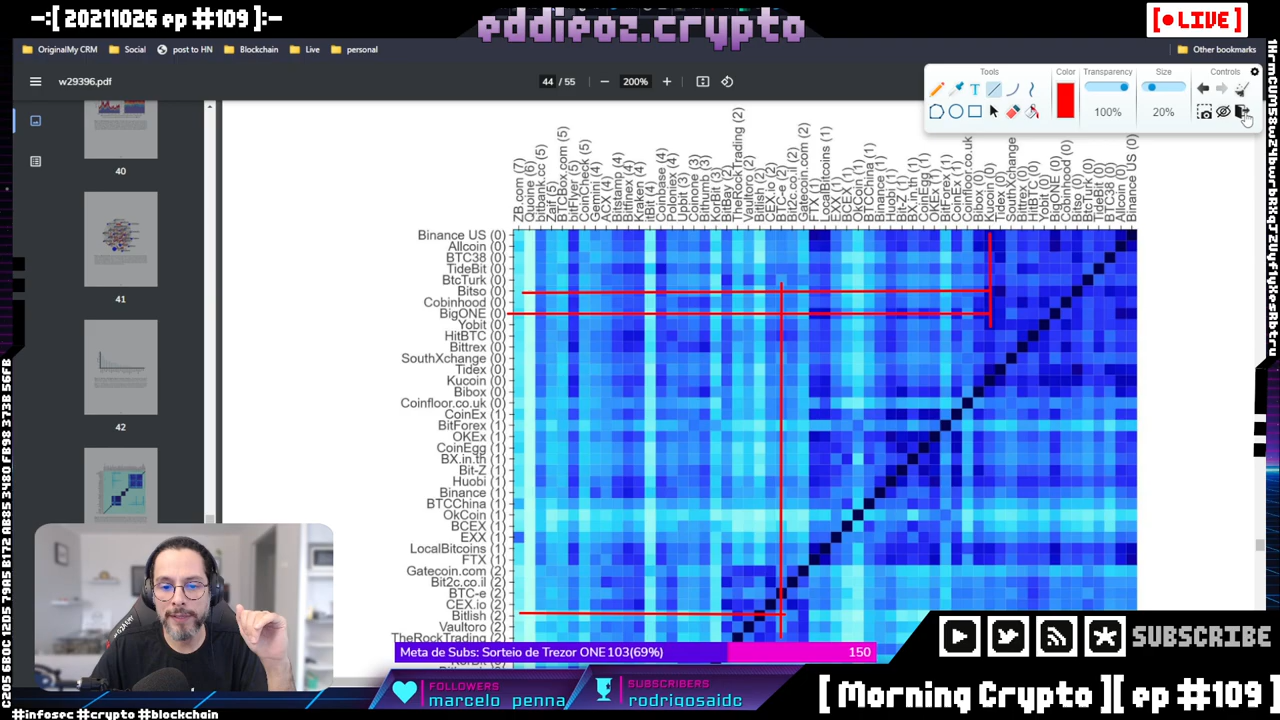 -:[ 20211026 ep #109 ]:-
eddieoz.crypto
[● LIVE]
OriginalMy CRM
Social
post to HN
Blockchain
Live
personal
Other bookmarks
w29396.pdf
44 / 55
200%
Tools
Color
Transparency
Size
Controls
100%
20%
40
41
42
ZB.com (7)
Quoine (6)
bitbank.cc (5)
Zaif (5)
BTCBox.com (5)
bitFlyer (5)
CoinCheck (5)
Gemini (4)
ACX (4)
Bitstamp (4)
Bitfinex (4)
Kraken (4)
itBit (4)
Coinbase (4)
Poloniex (4)
Upbit (3)
Coinone (3)
Bithumb (3)
Korbit (3)
BitBay (2)
TheRockTrading (2)
Vaultoro (2)
Bitlish (2)
CEX.io (2)
BTC-e (2)
Bit2c.co.il (2)
Gatecoin.com (2)
FTX (1)
LocalBitcoins (1)
EXX (1)
BCEX (1)
OkCoin (1)
BTCChina (1)
Binance (1)
Huobi (1)
Bit-Z (1)
BX.in.th (1)
CoinEgg (1)
OKEx (1)
BitForex (1)
CoinEx (1)
Coinfloor.co.uk
Bibox (0)
Kucoin (0)
Tidex (0)
SouthXchange
Bittrex (0)
HitBTC (0)
Yobit (0)
BigONE (0)
Cobinhood (0)
Bitso (0)
BtcTurk (0)
TideBit (0)
BTC38 (0)
Allcoin (0)
Binance US (0)
Binance US (0)
Allcoin (0)
BTC38 (0)
TideBit (0)
BtcTurk (0)
Bitso (0)
Cobinhood (0)
BigONE (0)
Yobit (0)
HitBTC (0)
Bittrex (0)
SouthXchange (0)
Tidex (0)
Kucoin (0)
Bibox (0)
Coinfloor.co.uk (0)
CoinEx (1)
BitForex (1)
OKEx (1)
CoinEgg (1)
BX.in.th (1)
Bit-Z (1)
Huobi (1)
Binance (1)
BTCChina (1)
OkCoin (1)
BCEX (1)
EXX (1)
LocalBitcoins (1)
FTX (1)
Gatecoin.com (2)
Bit2c.co.il (2)
BTC-e (2)
CEX.io (2)
Bitlish (2)
Vaultoro (2)
TheRockTrading (2)
Meta de Subs: Sorteio de Trezor ONE 103(69%)
150
SUBSCRIBE
FOLLOWERS
marcelo_penna_
SUBSCRIBERS
rodrigosaidc
[ Morning Crypto ][ ep #109 ]
#infosec #crypto #blockchain